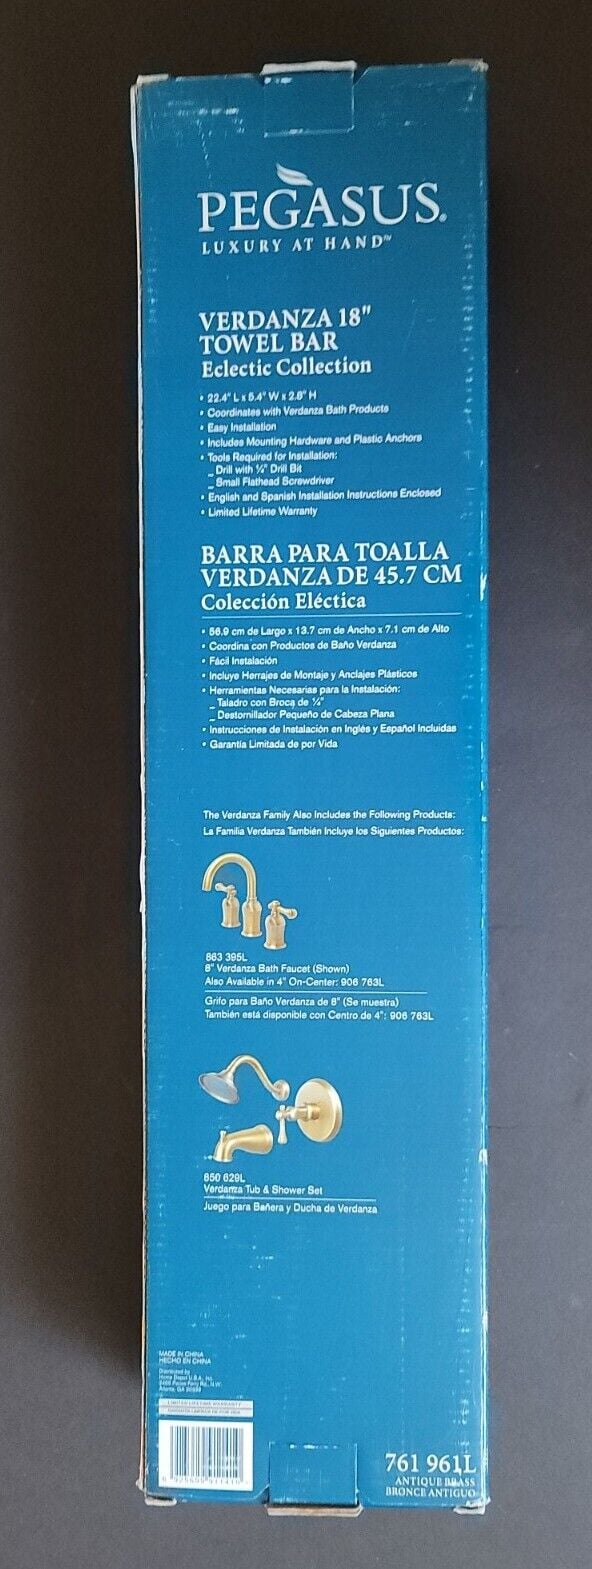 PEGASUS®
LUXURY AT HAND™
VERDANZA 18"
TOWEL BAR
Eclectic Collection
• 22.4" L x 5.4" W x 2.8" H
• Coordinates with Verdanza Bath Products
• Easy Installation
• Includes Mounting Hardware and Plastic Anchors
• Tools Required for Installation:
– Drill with ¼" Drill Bit
– Small Flathead Screwdriver
• English and Spanish Installation Instructions Enclosed
• Limited Lifetime Warranty
BARRA PARA TOALLA
VERDANZA DE 45.7 CM
Colección Eléctica
• 56.9 cm de Largo x 13.7 cm de Ancho x 7.1 cm de Alto
• Coordina con Productos de Baño Verdanza
• Fácil Instalación
• Incluye Herrajes de Montaje y Anclajes Plásticos
• Herramientas Necesarias para la Instalación:
– Taladro con Broca de ¼"
– Destornillador Pequeño de Cabeza Plana
• Instrucciones de Instalación en Inglés y Español Incluidas
• Garantía Limitada de por Vida
The Verdanza Family Also Includes the Following Products:
La Familia Verdanza También Incluye los Siguientes Productos:
863 395L
8" Verdanza Bath Faucet (Shown)
Also Available in 4" On-Center: 906 763L
Grifo para Baño Verdanza de 8" (Se muestra)
También está disponible con Centro de 4": 906 763L
850 629L
Verdanza Tub & Shower Set
Juego para Bañera y Ducha de Verdanza
MADE IN CHINA
HECHO EN CHINA
Distributed by
Home Depot U.S.A., Inc.
Atlanta, GA
LIMITED LIFETIME WARRANTY
761 961L
ANTIQUE BRASS
BRONCE ANTIGUO